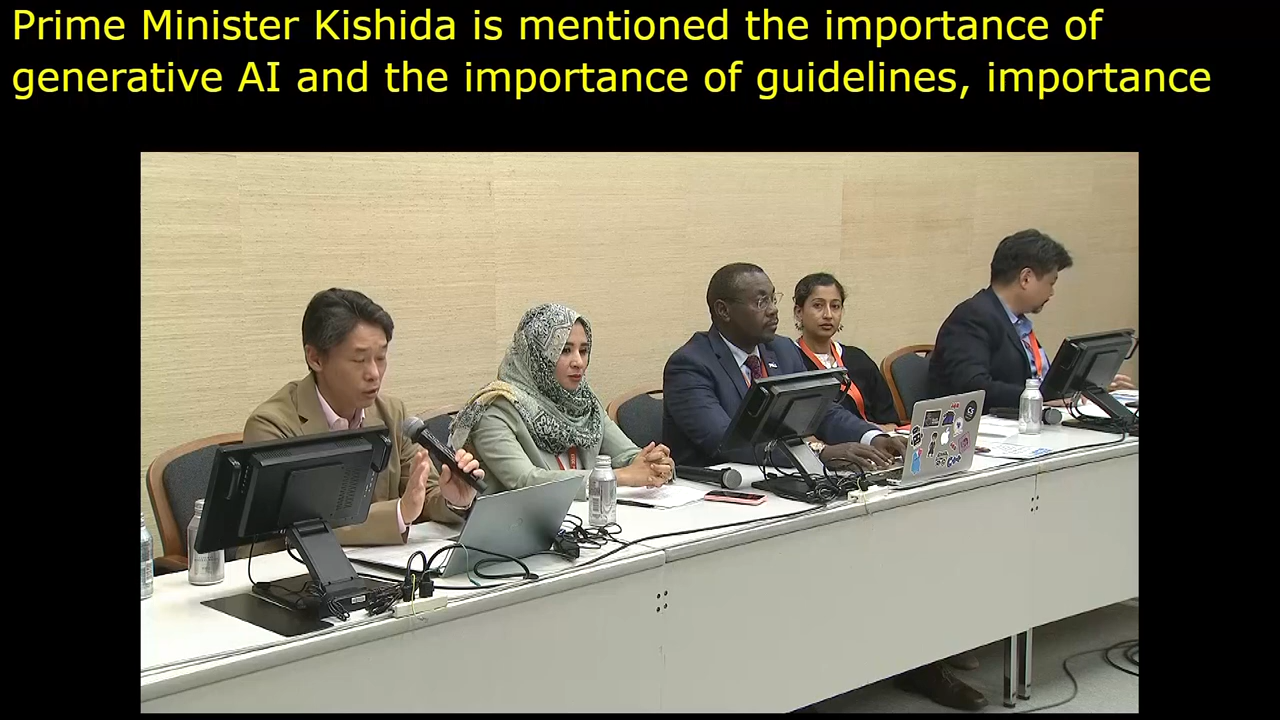 Prime Minister Kishida is mentioned the importance of
generative AI and the importance of guidelines, importance